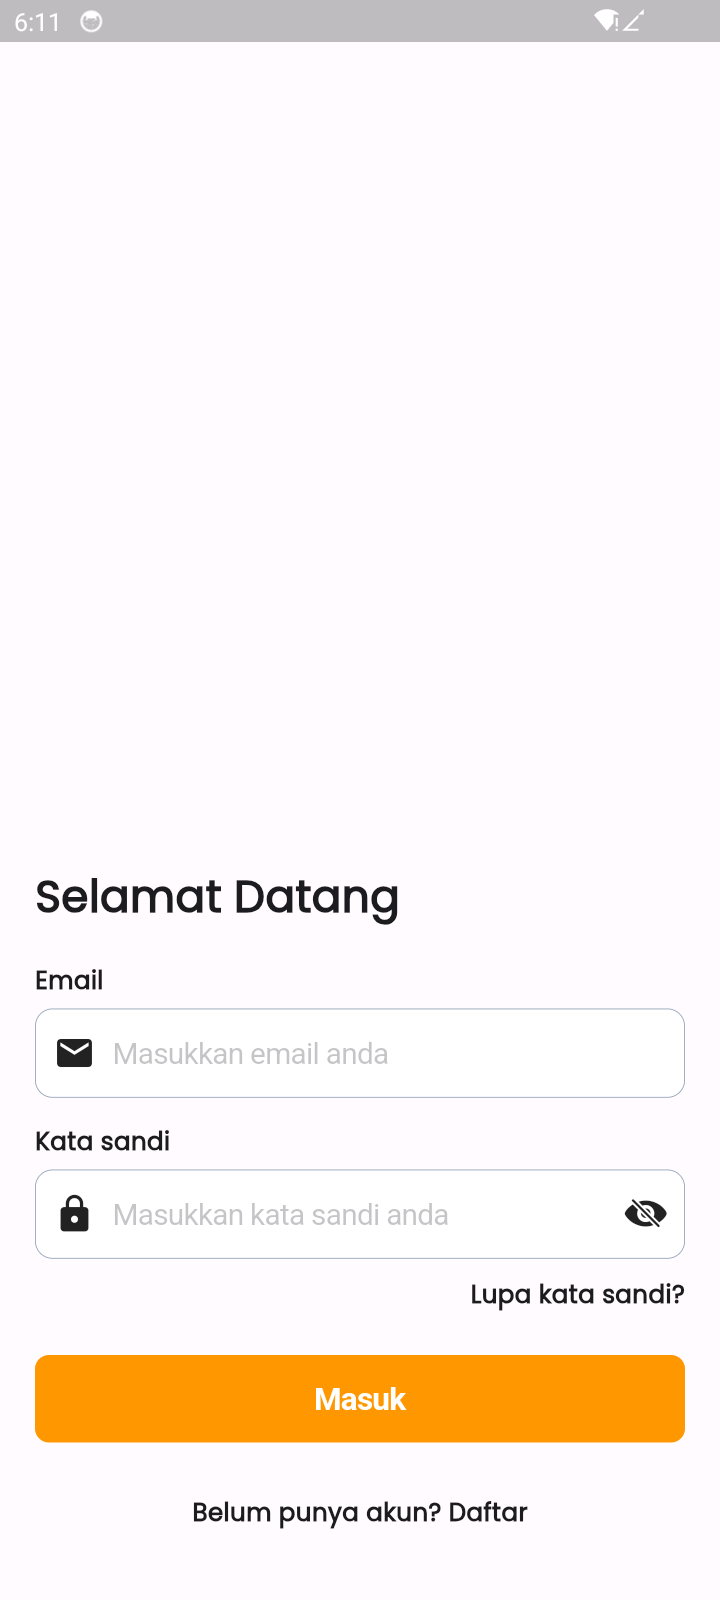 6:11
Selamat Datang
Email
Masukkan email anda
Kata sandi
Masukkan kata sandi anda
Lupa kata sandi?
Masuk
Belum punya akun? Daftar